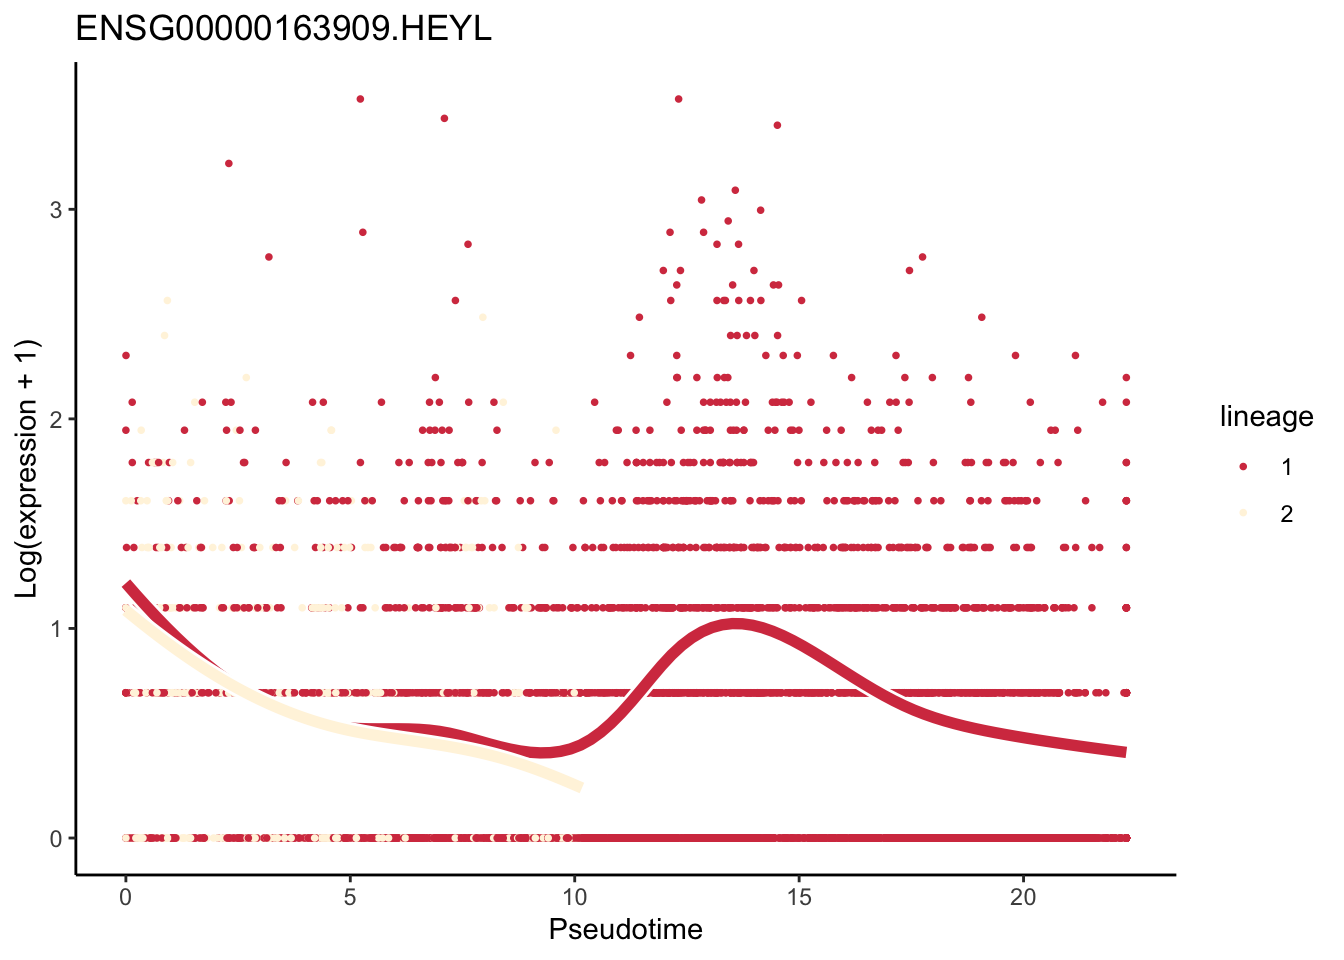 ENSG00000163909.HEYL
Log(expression + 1)
3
2
1
0
0 5 10 15 20
Pseudotime
lineage
1
2